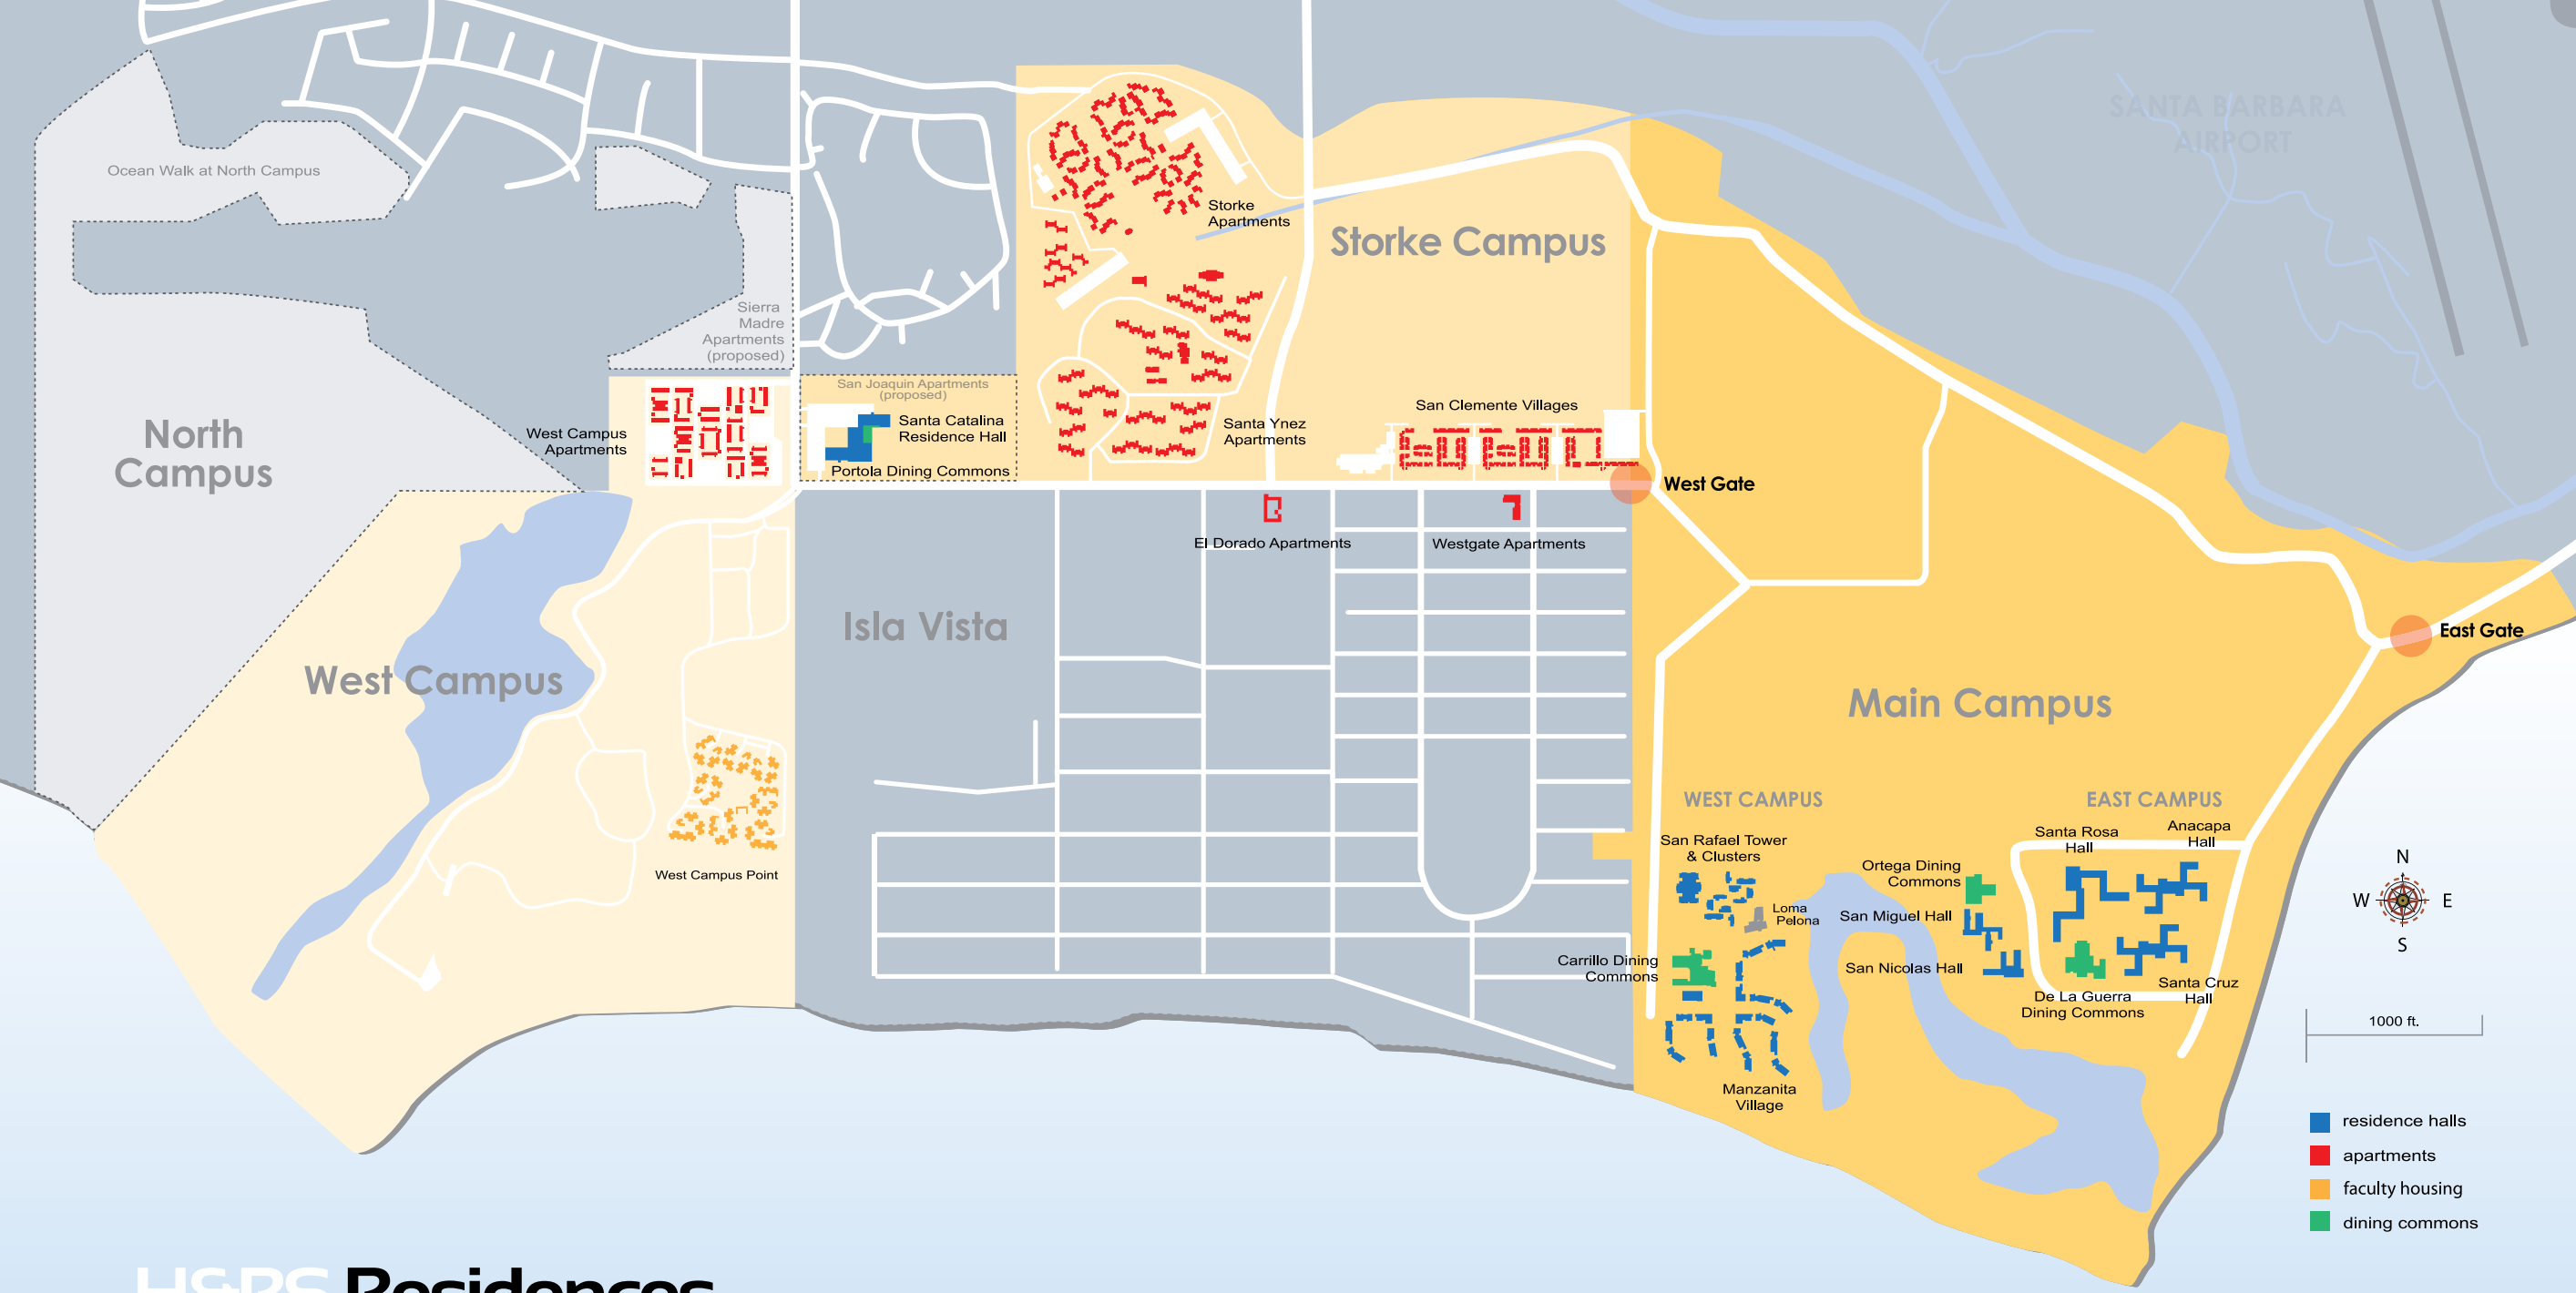 SANTA BARBARA
AIRPORT
Ocean Walk at North Campus
Storke
Apartments
Storke Campus
Sierra
Madre
Apartments
(proposed)
San Joaquin Apartments
(proposed)
Santa Catalina
Residence Hall
Portola Dining Commons
West Campus
Apartments
North
Campus
Santa Ynez
Apartments
San Clemente Villages
West Gate
El Dorado Apartments
Westgate Apartments
Isla Vista
East Gate
West Campus
Main Campus
WEST CAMPUS
EAST CAMPUS
West Campus Point
San Rafael Tower
& Clusters
Loma
Pelona
Ortega Dining
Commons
San Miguel Hall
San Nicolas Hall
Carrillo Dining
Commons
Manzanita
Village
Santa Rosa
Hall
Anacapa
Hall
De La Guerra
Dining Commons
Santa Cruz
Hall
N
W E
S
1000 ft.
residence halls
apartments
faculty housing
dining commons
H&RS Residences